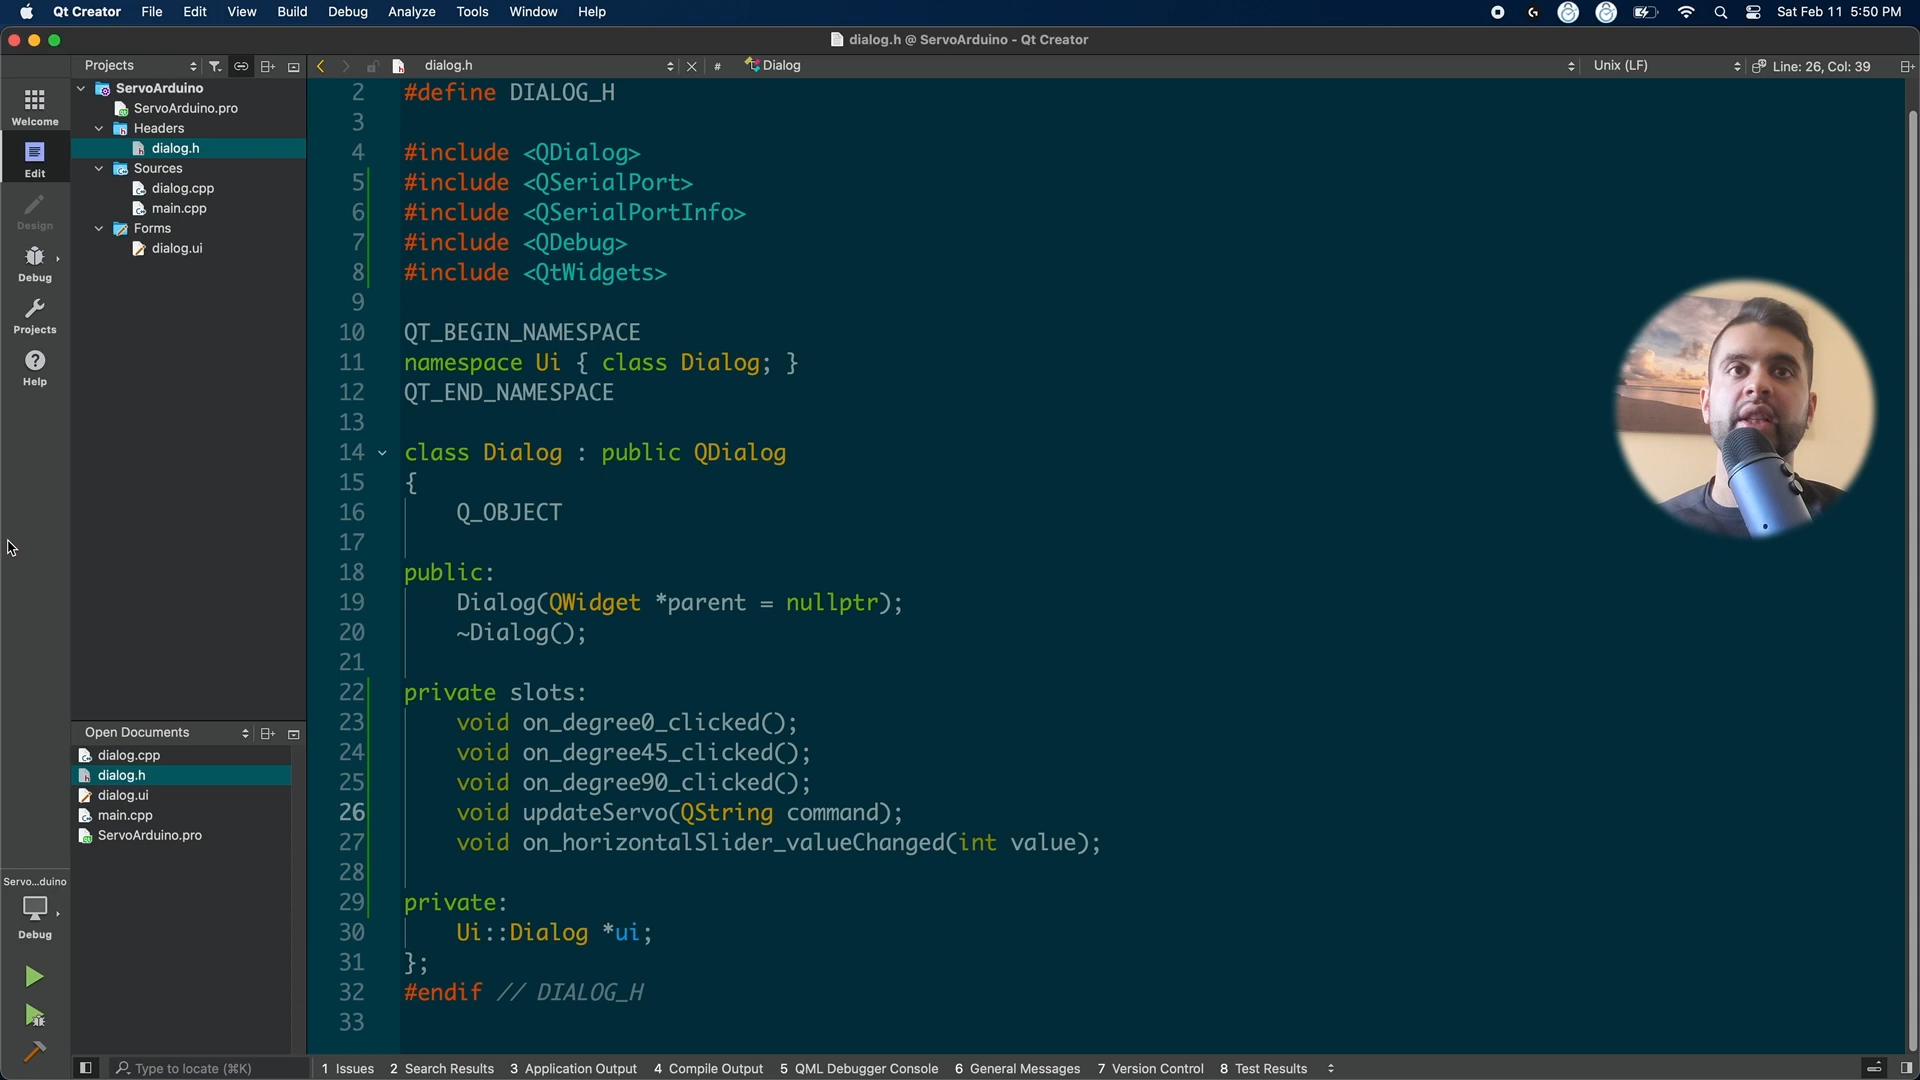 Qt Creator File Edit View Build Debug Analyze Tools Window Help Sat Feb 11 5:50 PM
dialog.h @ ServoArduino - Qt Creator
Projects dialog.h # Dialog Unix (LF) Line: 26, Col: 39
Welcome
Edit
Design
Debug
Projects
Help
ServoArduino
ServoArduino.pro
Headers
dialog.h
Sources
dialog.cpp
main.cpp
Forms
dialog.ui
Open Documents
dialog.cpp
dialog.h
dialog.ui
main.cpp
ServoArduino.pro
Servo...duino
Debug
2 #define DIALOG_H
3
4 #include <QDialog>
5 #include <QSerialPort>
6 #include <QSerialPortInfo>
7 #include <QDebug>
8 #include <QtWidgets>
9
10 QT_BEGIN_NAMESPACE
11 namespace Ui { class Dialog; }
12 QT_END_NAMESPACE
13
14 class Dialog : public QDialog
15 {
16 Q_OBJECT
17
18 public:
19 Dialog(QWidget *parent = nullptr);
20 ~Dialog();
21
22 private slots:
23 void on_degree0_clicked();
24 void on_degree45_clicked();
25 void on_degree90_clicked();
26 void updateServo(QString command);
27 void on_horizontalSlider_valueChanged(int value);
28
29 private:
30 Ui::Dialog *ui;
31 };
32 #endif // DIALOG_H
33
Type to locate (⌘K) 1 Issues 2 Search Results 3 Application Output 4 Compile Output 5 QML Debugger Console 6 General Messages 7 Version Control 8 Test Results